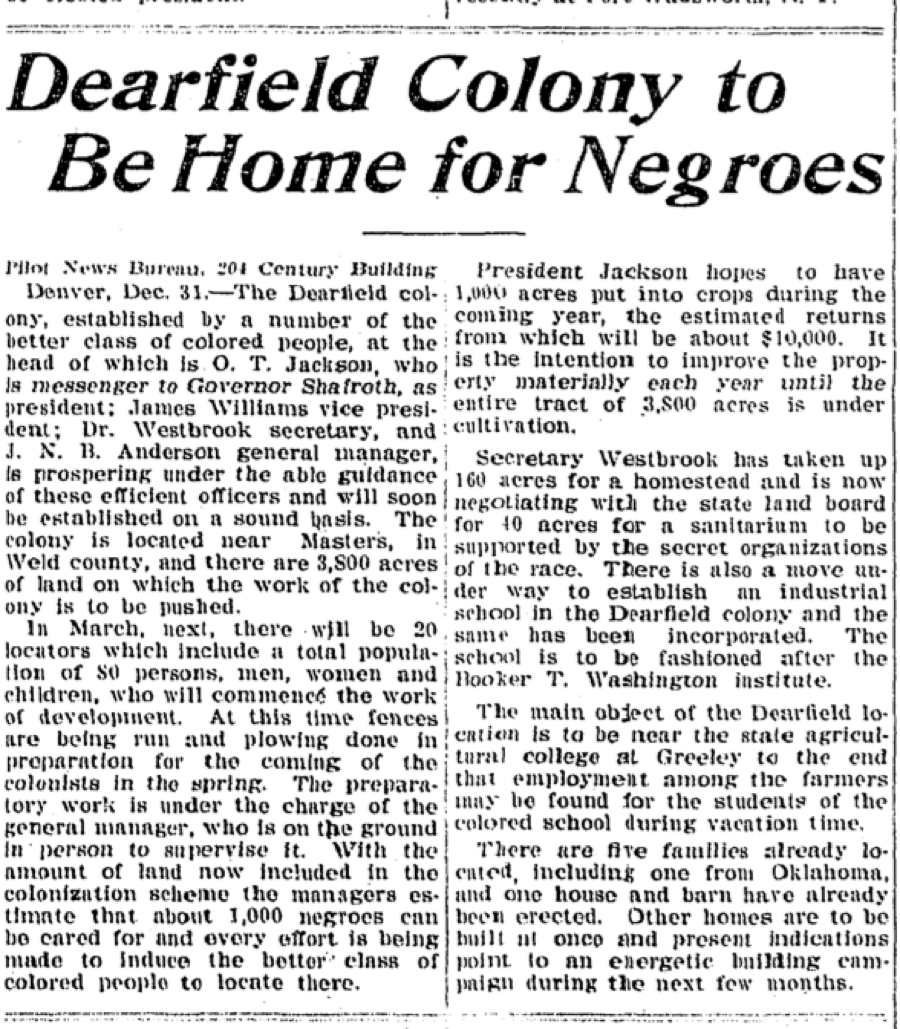 Dearfield Colony to
Be Home for Negroes
Pilot News Bureau, 204 Century Building
Denver, Dec. 31.—The Dearfield col-
ony, established by a number of the
better class of colored people, at the
head of which is O. T. Jackson, who
is messenger to Governor Shafroth, as
president; James Williams vice presi-
dent; Dr. Westbrook secretary, and
J. N. B. Anderson general manager,
is prospering under the able guidance
of these efficient officers and will soon
be established on a sound basis. The
colony is located near Masters, in
Weld county, and there are 3,800 acres
of land on which the work of the col-
ony is to be pushed.
In March, next, there will be 20
locators which include a total popula-
tion of 80 persons, men, women and
children, who will commence the work
of development. At this time fences
are being run and plowing done in
preparation for the coming of the
colonists in the spring. The prepara-
tory work is under the charge of the
general manager, who is on the ground
in person to supervise it. With the
amount of land now included in the
colonization scheme the managers es-
timate that about 1,000 negroes can
be cared for and every effort is being
made to induce the better class of
colored people to locate there.
President Jackson hopes to have
1,000 acres put into crops during the
coming year, the estimated returns
from which will be about $10,000. It
is the intention to improve the prop-
erty materially each year until the
entire tract of 3,800 acres is under
cultivation.
Secretary Westbrook has taken up
160 acres for a homestead and is now
negotiating with the state land board
for 40 acres for a sanitarium to be
supported by the secret organizations
of the race. There is also a move un-
der way to establish an industrial
school in the Dearfield colony and the
same has been incorporated. The
school is to be fashioned after the
Booker T. Washington institute.
The main object of the Dearfield lo-
cation is to be near the state agricul-
tural college at Greeley to the end
that employment among the farmers
may be found for the students of the
colored school during vacation time.
There are five families already lo-
cated, including one from Oklahoma,
and one house and barn have already
been erected. Other homes are to be
built at once and present indications
point to an energetic building cam-
paign during the next few months.